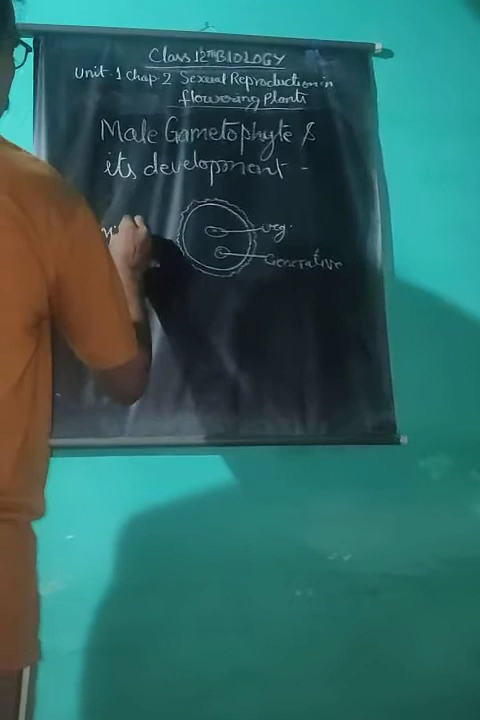 Class 12th BIOLOGY
Unit-1 Chap-2 Sexual Reproduction in
flowering Plants
Male Gametophyte &
its development -
veg.
Generative